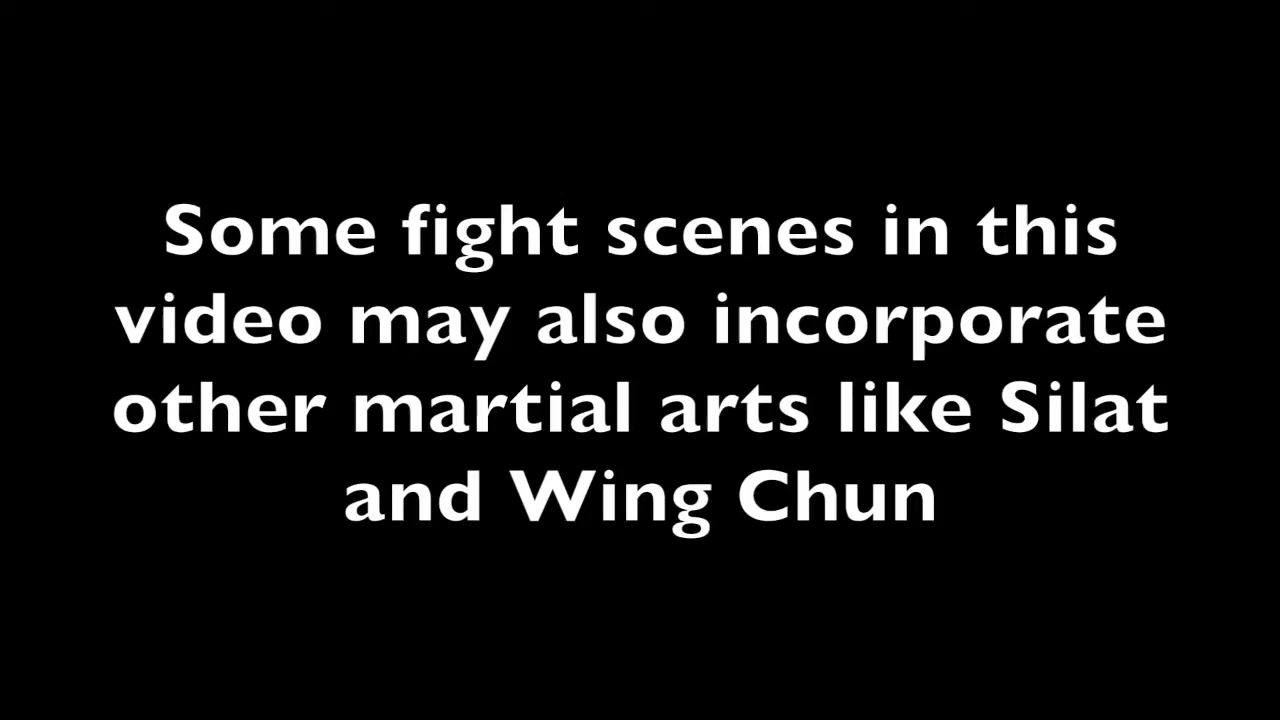 Some fight scenes in this
video may also incorporate
other martial arts like Silat
and Wing Chun